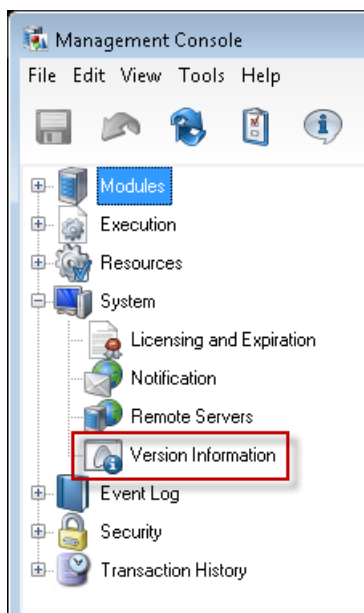 Management Console
File Edit View Tools Help
Modules
Execution
Resources
System
Licensing and Expiration
Notification
Remote Servers
Version Information
Event Log
Security
Transaction History